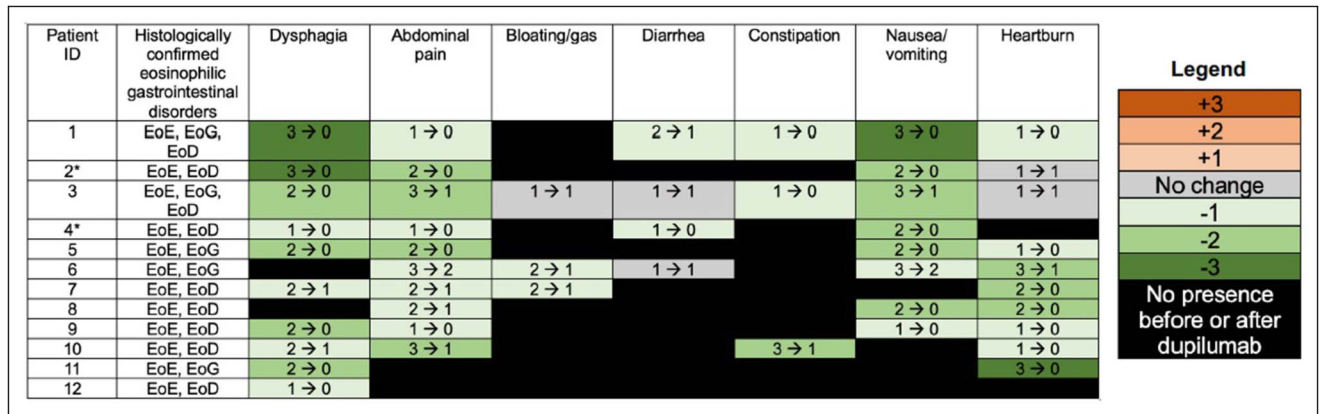 Patient ID Histologically confirmed eosinophilic gastrointestinal disorders Dysphagia Abdominal pain Bloating/gas Diarrhea Constipation Nausea/ vomiting Heartburn
1 EoE, EoG, EoD 3 → 0 1 → 0 2 → 1 1 → 0 3 → 0 1 → 0
2* EoE, EoD 3 → 0 2 → 0 2 → 0 1 → 1
3 EoE, EoG, EoD 2 → 0 3 → 1 1 → 1 1 → 1 1 → 0 3 → 1 1 → 1
4* EoE, EoD 1 → 0 1 → 0 1 → 0 2 → 0
5 EoE, EoG 2 → 0 2 → 0 2 → 0 1 → 0
6 EoE, EoG 3 → 2 2 → 1 1 → 1 3 → 2 3 → 1
7 EoE, EoD 2 → 1 2 → 1 2 → 1 2 → 0
8 EoE, EoD 2 → 1 2 → 0 2 → 0
9 EoE, EoD 2 → 0 1 → 0 1 → 0 1 → 0
10 EoE, EoD 2 → 1 3 → 1 3 → 1 1 → 0
11 EoE, EoG 2 → 0 3 → 0
12 EoE, EoD 1 → 0
Legend
+3
+2
+1
No change
-1
-2
-3
No presence
before or after
dupilumab